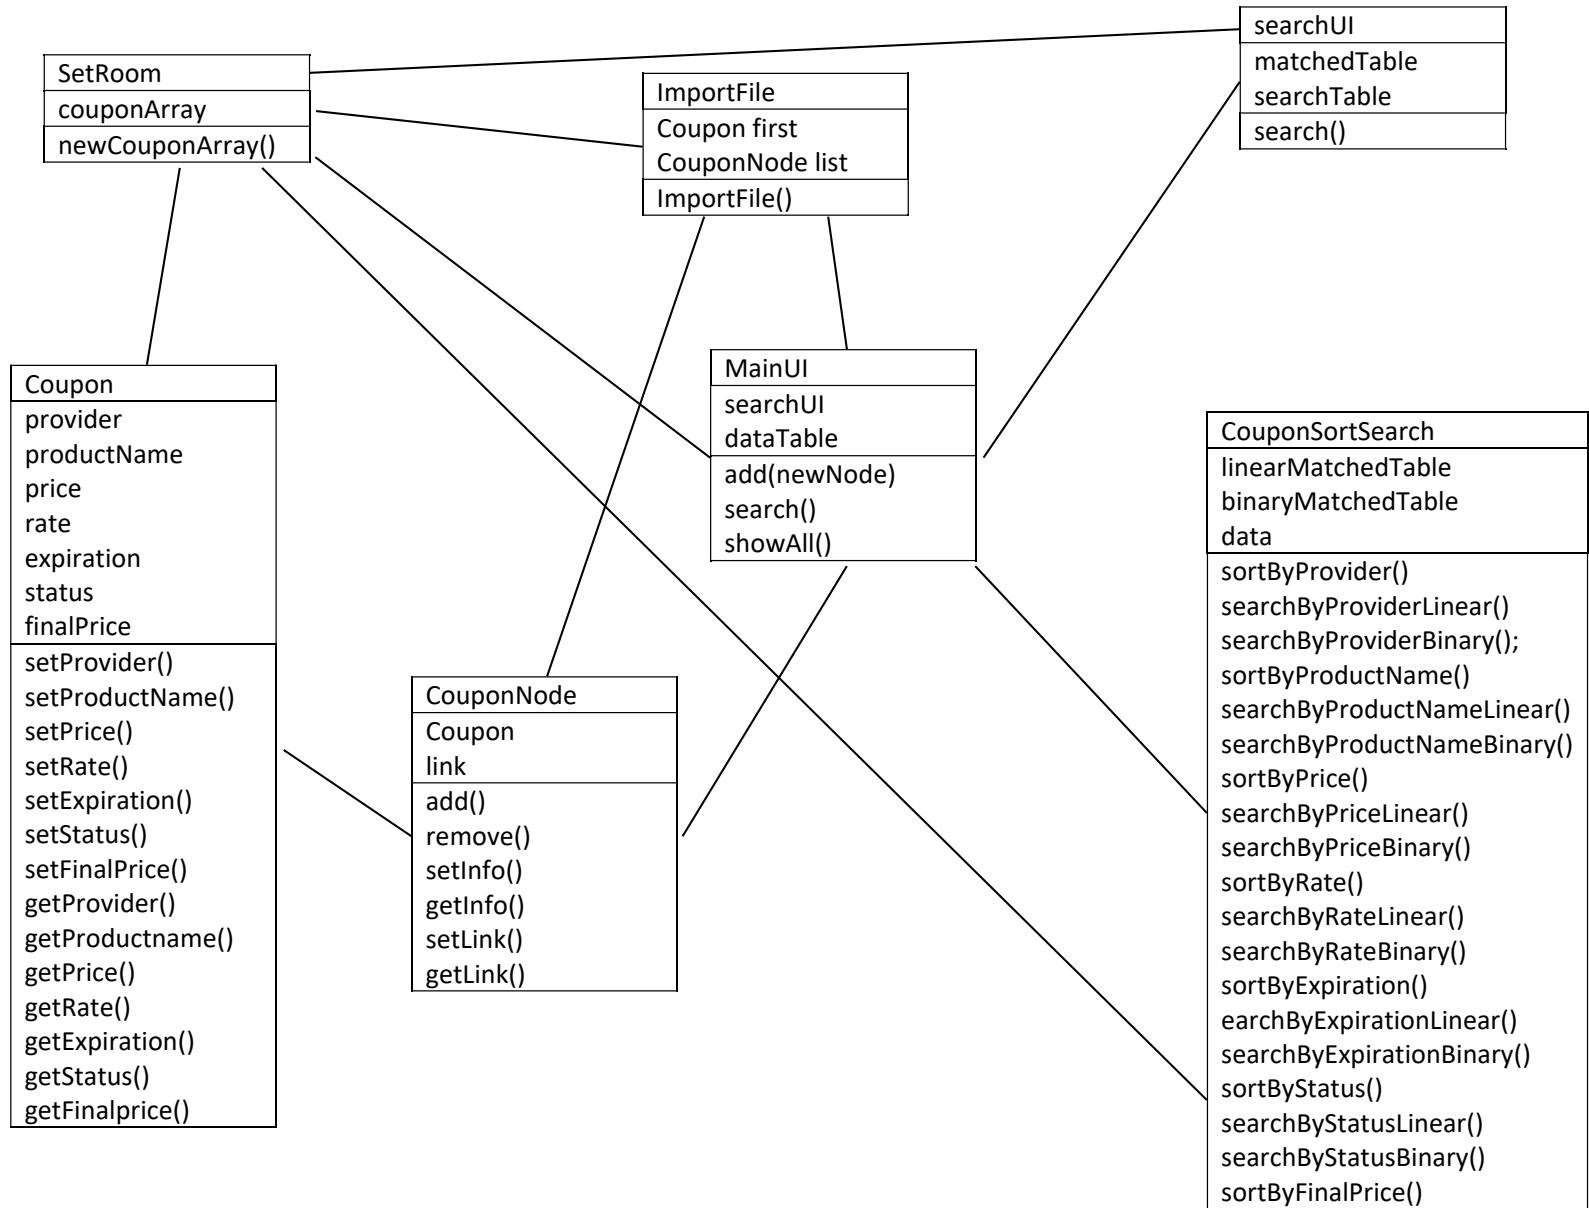 SetRoom
couponArray
newCouponArray()
ImportFile
Coupon first
CouponNode list
ImportFile()
searchUI
matchedTable
searchTable
search()
Coupon
provider
productName
price
rate
expiration
status
finalPrice
setProvider()
setProductName()
setPrice()
setRate()
setExpiration()
setStatus()
setFinalPrice()
getProvider()
getProductname()
getPrice()
getRate()
getExpiration()
getStatus()
getFinalprice()
CouponNode
Coupon
link
add()
remove()
setInfo()
getInfo()
setLink()
getLink()
MainUI
searchUI
dataTable
add(newNode)
search()
showAll()
CouponSortSearch
linearMatchedTable
binaryMatchedTable
data
sortByProvider()
searchByProviderLinear()
searchByProviderBinary();
sortByProductName()
searchByProductNameLinear()
searchByProductNameBinary()
sortByPrice()
searchByPriceLinear()
searchByPriceBinary()
sortByRate()
searchByRateLinear()
searchByRateBinary()
sortByExpiration()
earchByExpirationLinear()
searchByExpirationBinary()
sortByStatus()
searchByStatusLinear()
searchByStatusBinary()
sortByFinalPrice()